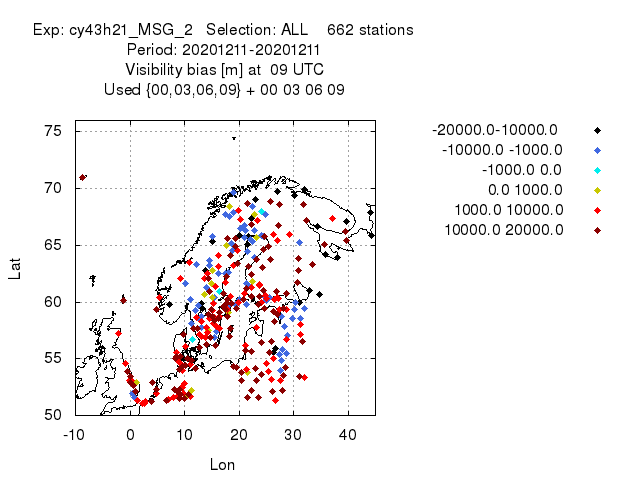 Exp: cy43h21_MSG_2 Selection: ALL 662 stations
Period: 20201211-20201211
Visibility bias [m] at 09 UTC
Used {00,03,06,09} + 00 03 06 09
-20000.0-10000.0
-10000.0 -1000.0
-1000.0 0.0
0.0 1000.0
1000.0 10000.0
10000.0 20000.0
Lat
75
70
65
60
55
50
-10 0 10 20 30 40
Lon